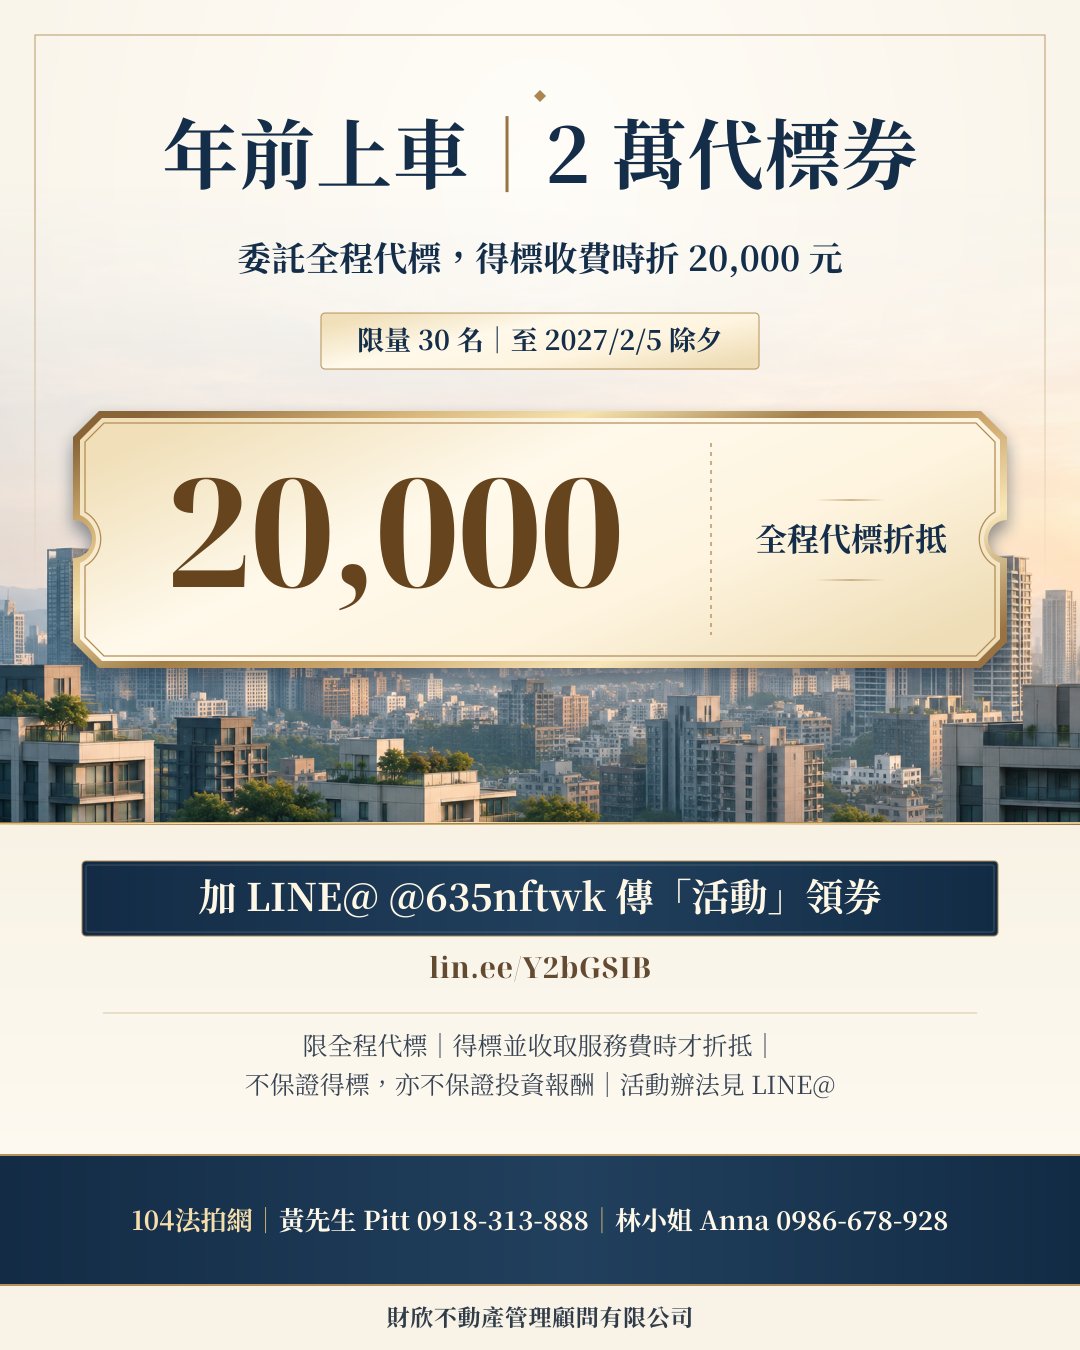 年前上車｜2 萬代標券
委託全程代標，得標收費時折 20,000 元
限量 30 名｜至 2027/2/5 除夕
20,000
全程代標折抵
加 LINE@ @635nftwk 傳「活動」領券
lin.ee/Y2bGSIB
限全程代標｜得標並收取服務費時才折抵｜
不保證得標，亦不保證投資報酬｜活動辦法見 LINE@
104法拍網｜黃先生 Pitt 0918-313-888｜林小姐 Anna 0986-678-928
財欣不動產管理顧問有限公司